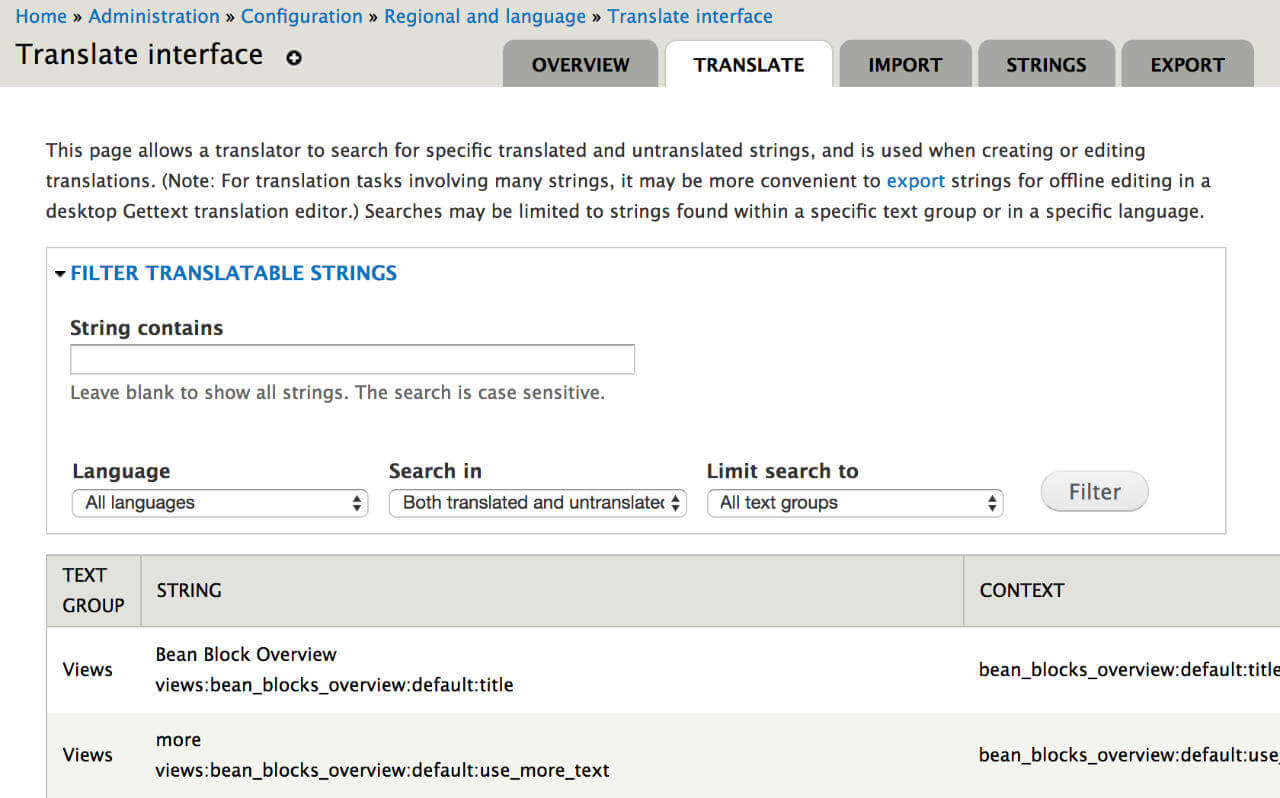 Home » Administration » Configuration » Regional and language » Translate interface
Translate interface
OVERVIEW TRANSLATE IMPORT STRINGS EXPORT
This page allows a translator to search for specific translated and untranslated strings, and is used when creating or editing
translations. (Note: For translation tasks involving many strings, it may be more convenient to export strings for offline editing in a
desktop Gettext translation editor.) Searches may be limited to strings found within a specific text group or in a specific language.
FILTER TRANSLATABLE STRINGS
String contains
Leave blank to show all strings. The search is case sensitive.
Language Search in Limit search to
All languages Both translated and untranslated All text groups Filter
TEXT
GROUP STRING CONTEXT
Bean Block Overview
Views views:bean_blocks_overview:default:title bean_blocks_overview:default:title
more
Views views:bean_blocks_overview:default:use_more_text bean_blocks_overview:default:use_